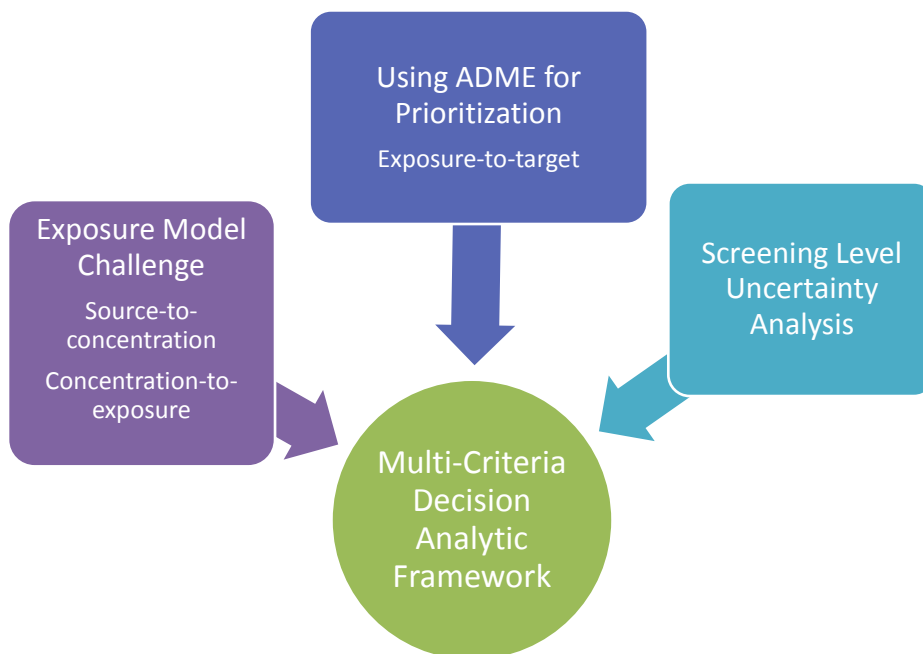 Using ADME for
Prioritization
Exposure-to-target
Exposure Model
Challenge
Source-to-
concentration
Concentration-to-
exposure
Screening Level
Uncertainty
Analysis
Multi-Criteria
Decision
Analytic
Framework